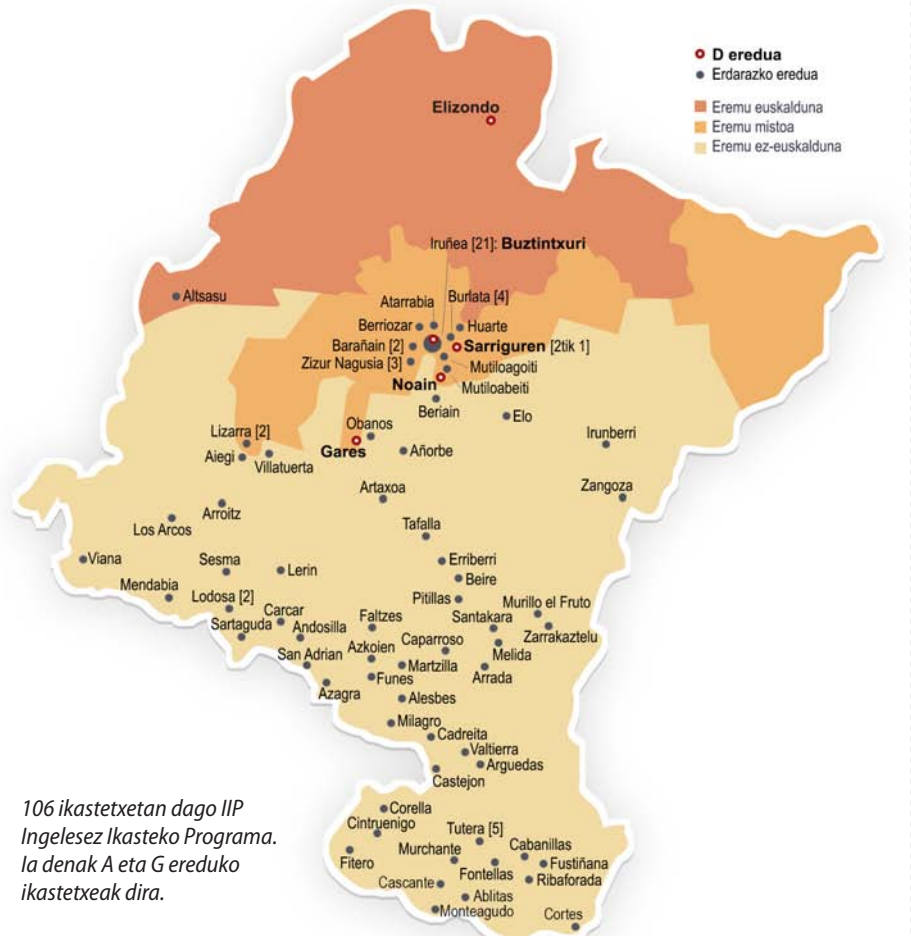 D eredua
Erdarazko eredua
Eremu euskalduna
Eremu mistoa
Eremu ez-euskalduna
Elizondo
Iruñea [21]: Buztintxuri
Altsasu
Atarrabia
Burlata [4]
Berriozar
Huarte
Barañain [2]
Sarriguren [2tik 1]
Zizur Nagusia [3]
Mutiloagoiti
Noain
Mutiloabeiti
Beriain
Elo
Lizarra [2]
Obanos
Irunberri
Aiegi
Villatuerta
Gares
Añorbe
Artaxoa
Zangoza
Arroitz
Los Arcos
Tafalla
Viana
Sesma
Lerin
Erriberri
Beire
Mendabia
Lodosa [2]
Pitillas
Murillo el Fruto
Carcar
Faltzes
Santakara
Sartaguda
Andosilla
Zarrakaztelu
San Adrian
Azkoien
Caparroso
Melida
Martzilla
Arrada
Funes
Azagra
Alesbes
Milagro
Cadreita
Valtierra
Arguedas
Castejon
106 ikastetxetan dago IIP
Ingelesez Ikasteko Programa.
Ia denak A eta G ereduko
ikastetxeak dira.
Corella
Cintruenigo
Tutera [5]
Murchante
Cabanillas
Fitero
Fontellas
Fustiñana
Cascante
Ribaforada
Ablitas
Monteagudo
Cortes